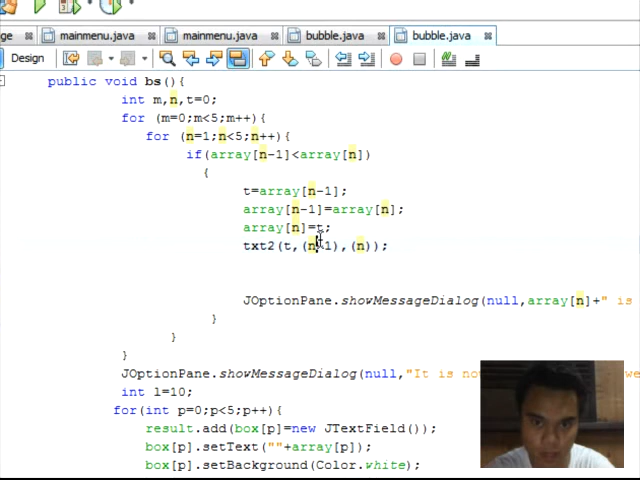 ge mainmenu.java mainmenu.java bubble.java bubble.java
Design
public void bs(){
int m,n,t=0;
for (m=0;m<5;m++){
for (n=1;n<5;n++){
if(array[n-1]<array[n])
{
t=array[n-1];
array[n-1]=array[n];
array[n]=t;
txt2(t,(n-1),(n));
JOptionPane.showMessageDialog(null,array[n]+" is
}
}
}
JOptionPane.showMessageDialog(null,"It is
int l=10;
for(int p=0;p<5;p++){
result.add(box[p]=new JTextField());
box[p].setText(""+array[p]);
box[p].setBackground(Color.white);